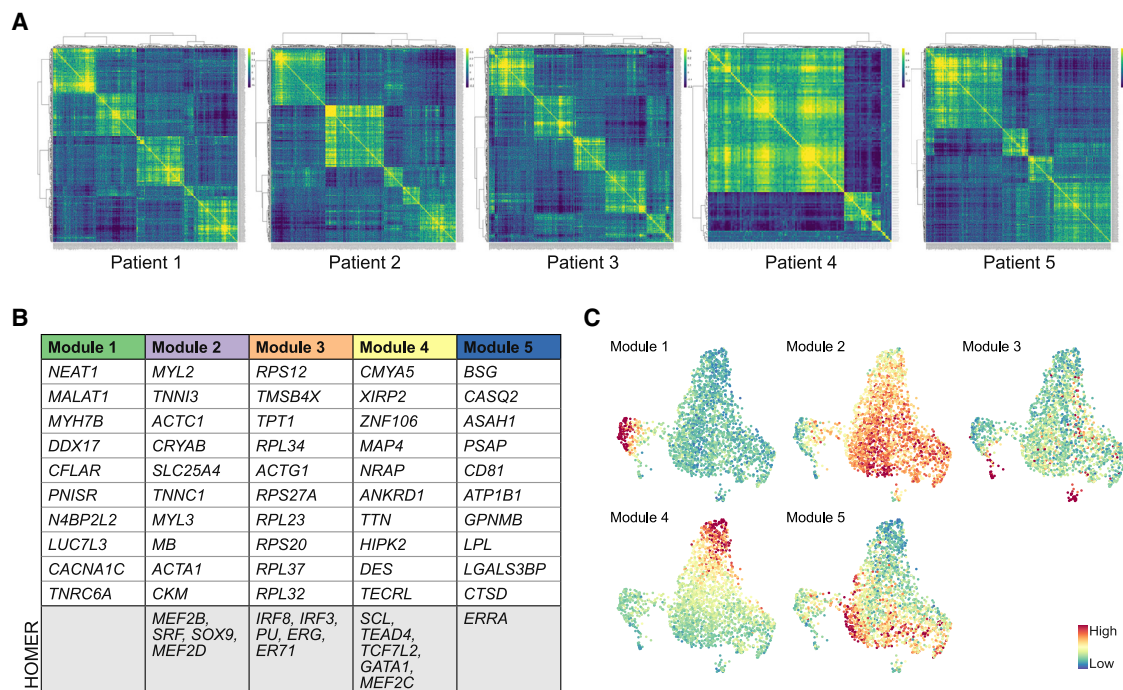 A
Patient 1 Patient 2 Patient 3 Patient 4 Patient 5
B
Module 1 Module 2 Module 3 Module 4 Module 5
NEAT1 MYL2 RPS12 CMYA5 BSG
MALAT1 TNNI3 TMSB4X XIRP2 CASQ2
MYH7B ACTC1 TPT1 ZNF106 ASAH1
DDX17 CRYAB RPL34 MAP4 PSAP
CFLAR SLC25A4 ACTG1 NRAP CD81
PNISR TNNC1 RPS27A ANKRD1 ATP1B1
N4BP2L2 MYL3 RPL23 TTN GPNMB
LUC7L3 MB RPS20 HIPK2 LPL
CACNA1C ACTA1 RPL37 DES LGALS3BP
TNRC6A CKM RPL32 TECRL CTSD
HOMER
MEF2B, IRF8, IRF3, SCL, ERRA
SRF, SOX9, PU, ERG, TEAD4,
MEF2D ER71 TCF7L2,
GATA1,
MEF2C
C
Module 1 Module 2 Module 3
Module 4 Module 5
High
Low